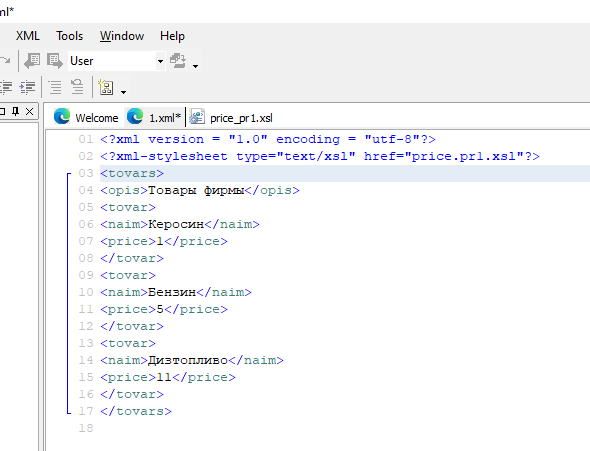 ml*
XML Tools Window Help
User
Welcome 1.xml* price_pr1.xsl
01 <?xml version = "1.0" encoding = "utf-8"?>
02 <?xml-stylesheet type="text/xsl" href="price.pr1.xsl"?>
03 <tovars>
04 <opis>Товары фирмы</opis>
05 <tovar>
06 <naim>Керосин</naim>
07 <price>1</price>
08 </tovar>
09 <tovar>
10 <naim>Бензин</naim>
11 <price>5</price>
12 </tovar>
13 <tovar>
14 <naim>Дизтопливо</naim>
15 <price>11</price>
16 </tovar>
17 </tovars>
18